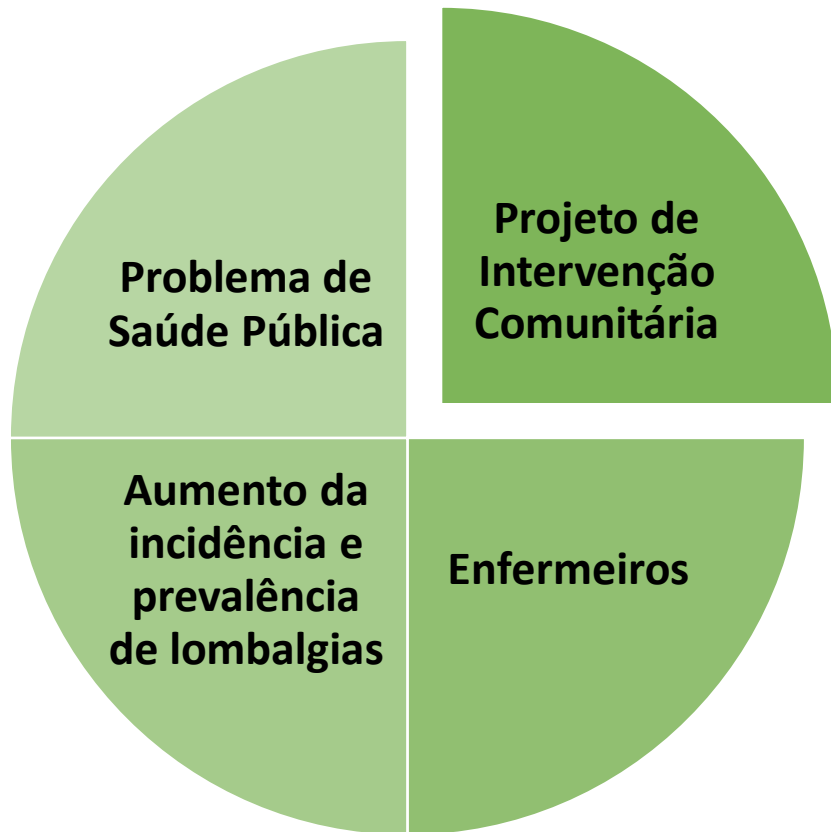 Problema de
Saúde Pública
Projeto de
Intervenção
Comunitária
Aumento da
incidência e
prevalência
de lombalgias
Enfermeiros